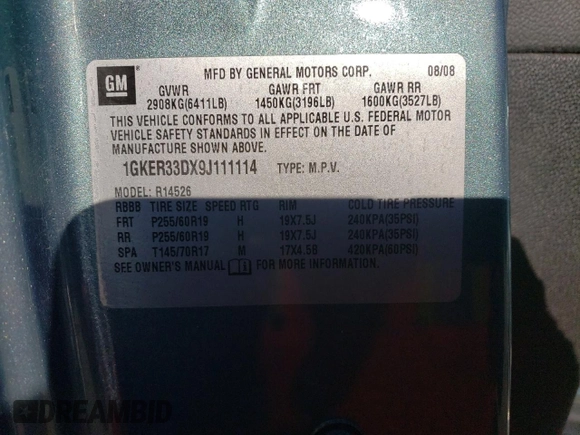 GM
MFD BY GENERAL MOTORS CORP. 08/08
GVWR GAWR FRT GAWR RR
2908KG(6411LB) 1450KG(3196LB) 1600KG(3527LB)
THIS VEHICLE CONFORMS TO ALL APPLICABLE U.S. FEDERAL MOTOR
VEHICLE SAFETY STANDARDS IN EFFECT ON THE DATE OF
MANUFACTURE SHOWN ABOVE.
1GKER33DX9J111114 TYPE: M.P.V.
MODEL: R14526
RBBB TIRE SIZE SPEED RTG RIM COLD TIRE PRESSURE
FRT P255/60R19 H 19X7.5J 240KPA(35PSI)
RR P255/60R19 H 19X7.5J 240KPA(35PSI)
SPA T145/70R17 M 17X4.5B 420KPA(60PSI)
SEE OWNER'S MANUAL FOR MORE INFORMATION.
DREAMBID